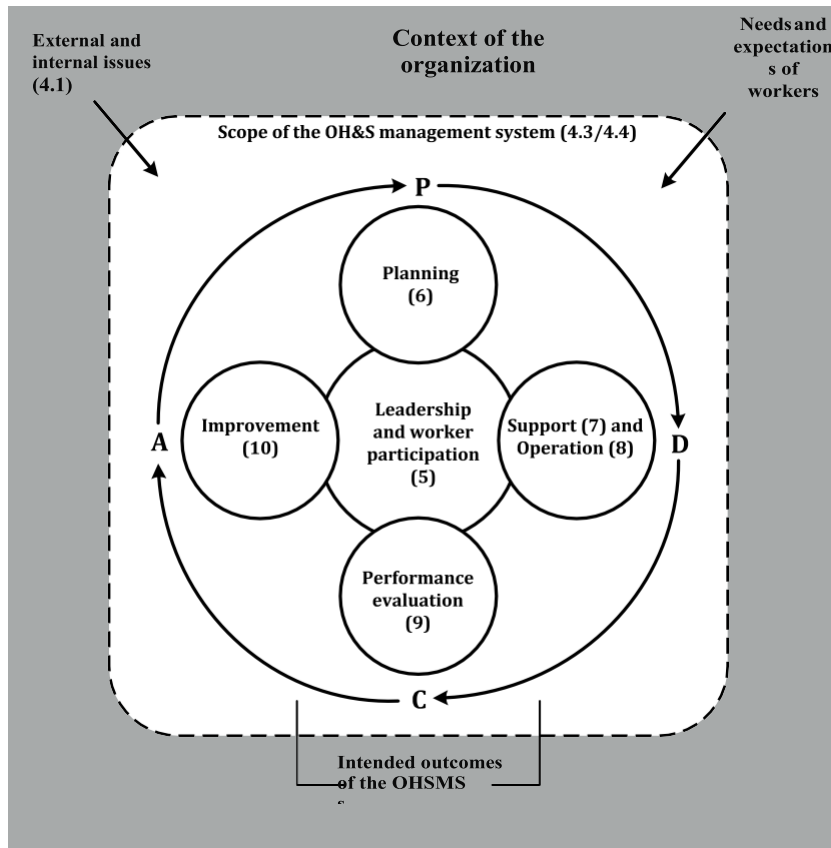 External and
internal issues
(4.1)
Context of the
organization
Needs and
expectation
s of
workers
Scope of the OH&S management system (4.3/4.4)
P
Planning
(6)
Improvement
(10)
Leadership
and worker
participation
(5)
Support (7) and
Operation (8)
A
D
Performance
evaluation
(9)
C
Intended outcomes
of the OHSMS